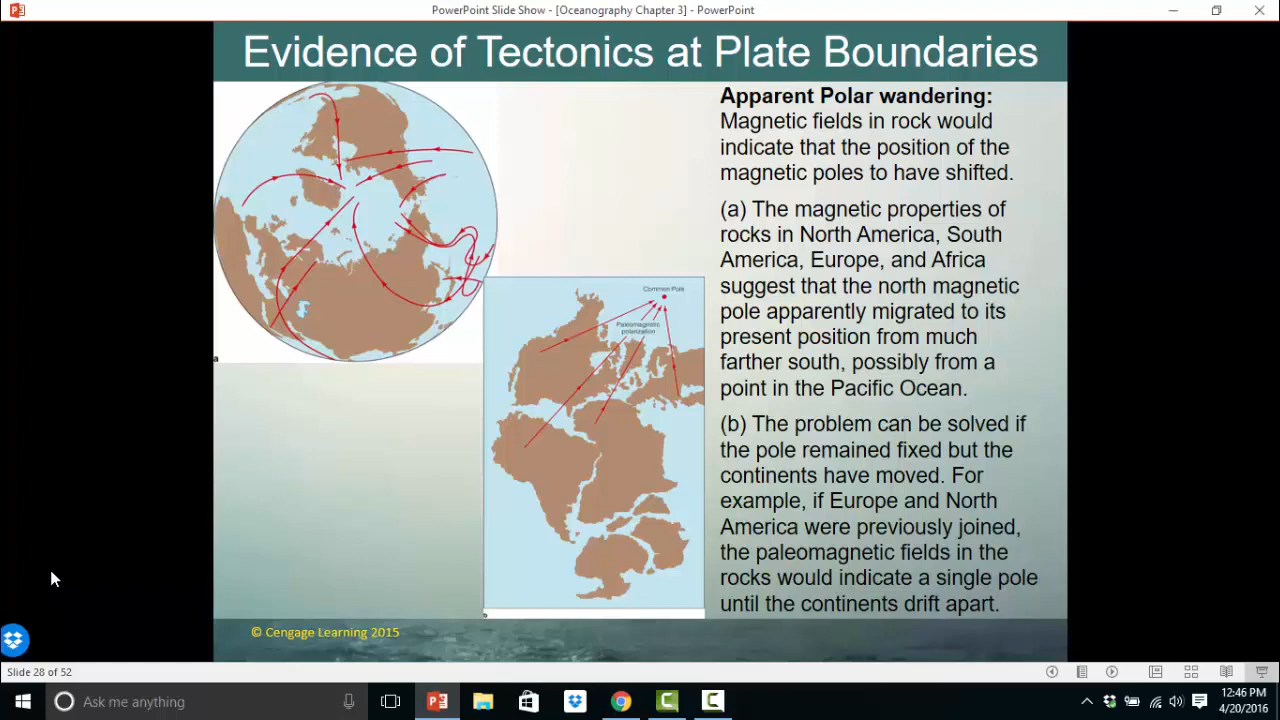 PowerPoint Slide Show - [Oceanography Chapter 3] - PowerPoint
Evidence of Tectonics at Plate Boundaries
Apparent Polar wandering:
Magnetic fields in rock would
indicate that the position of the
magnetic poles to have shifted.
(a) The magnetic properties of
rocks in North America, South
America, Europe, and Africa
suggest that the north magnetic
pole apparently migrated to its
present position from much
farther south, possibly from a
point in the Pacific Ocean.
(b) The problem can be solved if
the pole remained fixed but the
continents have moved. For
example, if Europe and North
America were previously joined,
the paleomagnetic fields in the
rocks would indicate a single pole
until the continents drift apart.
a
Common Pole
Paleomagnetic
polarization
b
© Cengage Learning 2015
Slide 28 of 52
Ask me anything
12:46 PM
4/20/2016